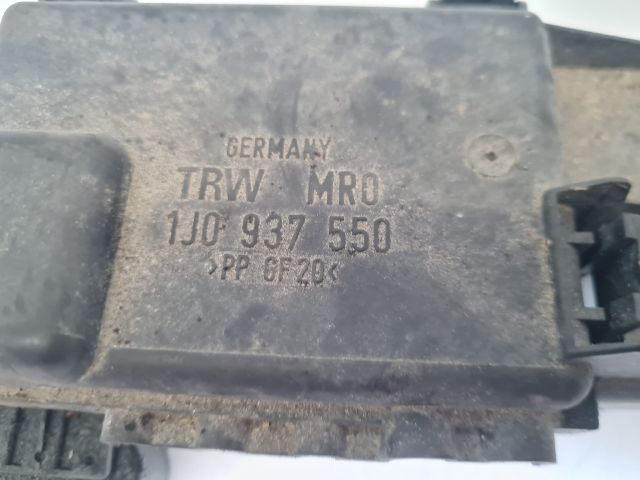 GERMANY
TRW MRO
1J0 937 550
>PP GF20<